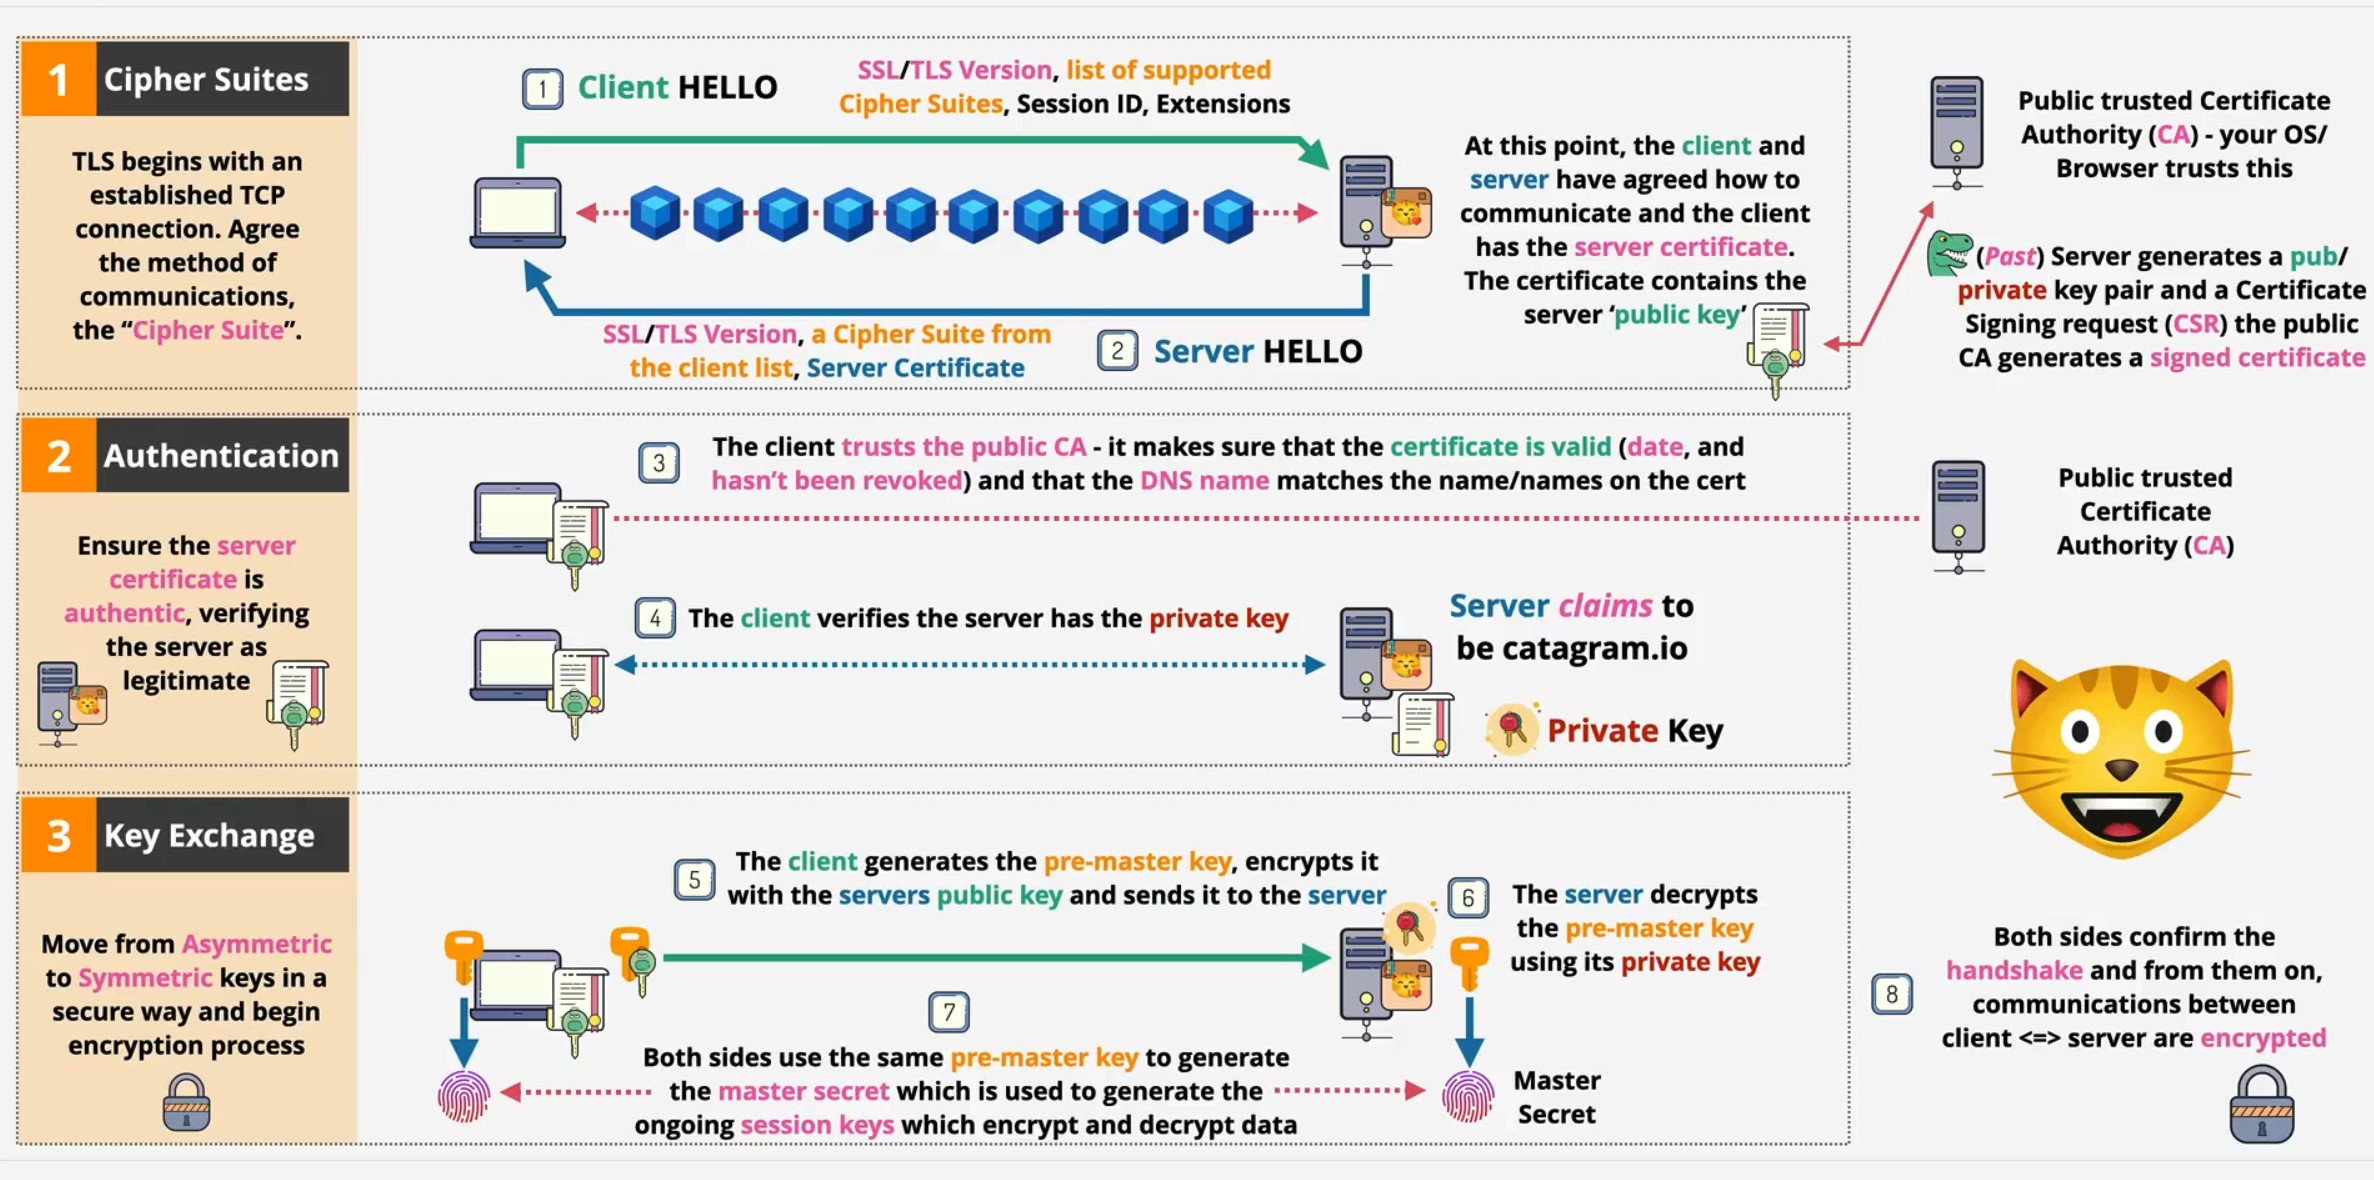 1 Cipher Suites
TLS begins with an
established TCP
connection. Agree
the method of
communications,
the “Cipher Suite”.
1 Client HELLO
SSL/TLS Version, list of supported
Cipher Suites, Session ID, Extensions
SSL/TLS Version, a Cipher Suite from
the client list, Server Certificate
2 Server HELLO
At this point, the client and
server have agreed how to
communicate and the client
has the server certificate.
The certificate contains the
server ‘public key’
Public trusted Certificate
Authority (CA) - your OS/
Browser trusts this
(Past) Server generates a pub/
private key pair and a Certificate
Signing request (CSR) the public
CA generates a signed certificate
2 Authentication
Ensure the server
certificate is
authentic, verifying
the server as
legitimate
3 The client trusts the public CA - it makes sure that the certificate is valid (date, and
hasn’t been revoked) and that the DNS name matches the name/names on the cert
Public trusted
Certificate
Authority (CA)
4 The client verifies the server has the private key
Server claims to
be catagram.io
Private Key
3 Key Exchange
Move from Asymmetric
to Symmetric keys in a
secure way and begin
encryption process
5 The client generates the pre-master key, encrypts it
with the servers public key and sends it to the server
6 The server decrypts
the pre-master key
using its private key
7
Both sides use the same pre-master key to generate
the master secret which is used to generate the
ongoing session keys which encrypt and decrypt data
Master
Secret
8 Both sides confirm the
handshake and from them on,
communications between
client <=> server are encrypted